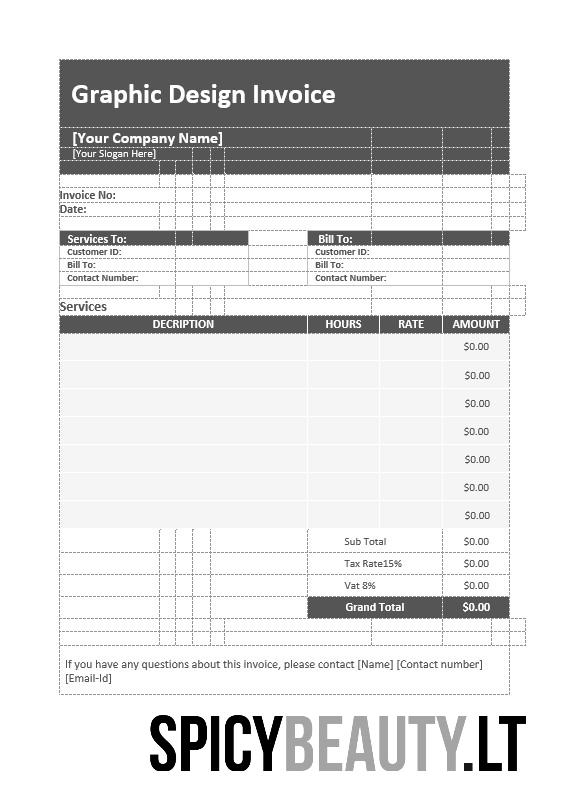 Graphic Design Invoice
[Your Company Name]
[Your Slogan Here]
Invoice No:
Date:
Services To: Bill To:
Customer ID: Customer ID:
Bill To: Bill To:
Contact Number: Contact Number:
Services
DECRIPTION HOURS RATE AMOUNT
$0.00
$0.00
$0.00
$0.00
$0.00
$0.00
$0.00
Sub Total $0.00
Tax Rate15% $0.00
Vat 8% $0.00
Grand Total $0.00
If you have any questions about this invoice, please contact [Name] [Contact number]
[Email-Id]
SPICYBEAUTY.LT